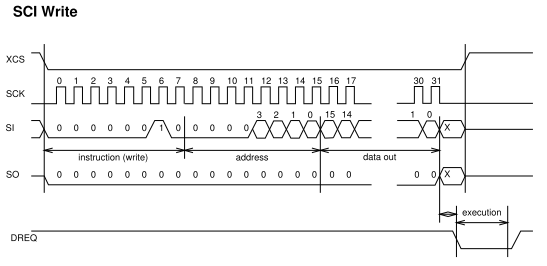 SCI Write
XCS
0 1 2 3 4 5 6 7 8 9 10 11 12 13 14 15 16 17 30 31
SCK
3 2 1 0 15 14 1 0
SI 0 0 0 0 0 0 1 0 0 0 0 0 X
instruction (write) address data out
SO 0 0 0 0 0 0 0 0 0 0 0 0 0 0 0 0 0 0 0 0 X
execution
DREQ